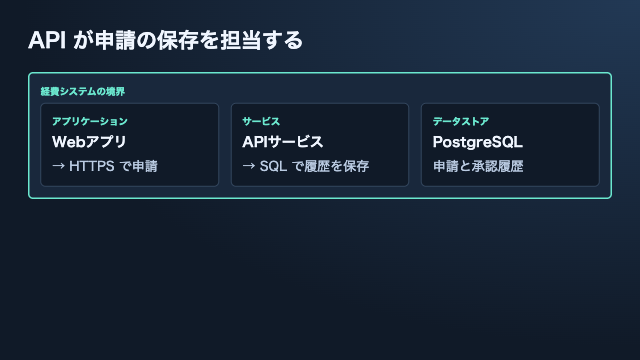 API が申請の保存を担当する
経費システムの境界
アプリケーション
Webアプリ
→ HTTPS で申請
サービス
APIサービス
→ SQL で履歴を保存
データストア
PostgreSQL
申請と承認履歴